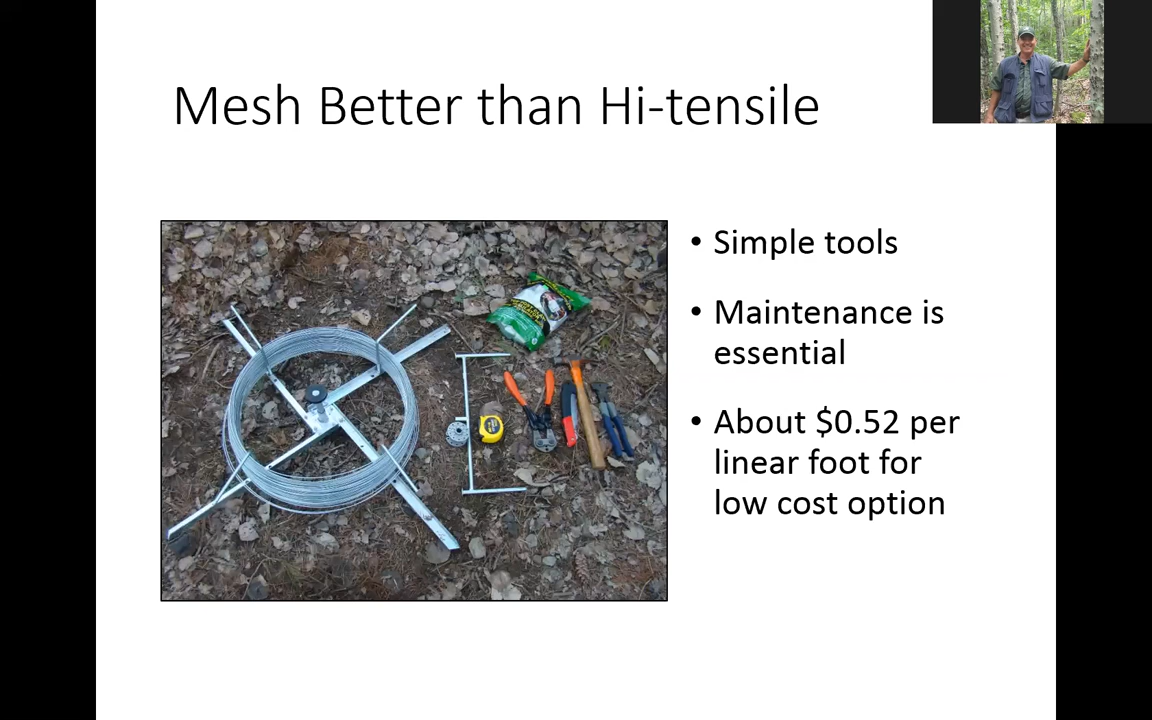 Mesh Better than Hi-tensile
• Simple tools
• Maintenance is
essential
• About $0.52 per
linear foot for
low cost option